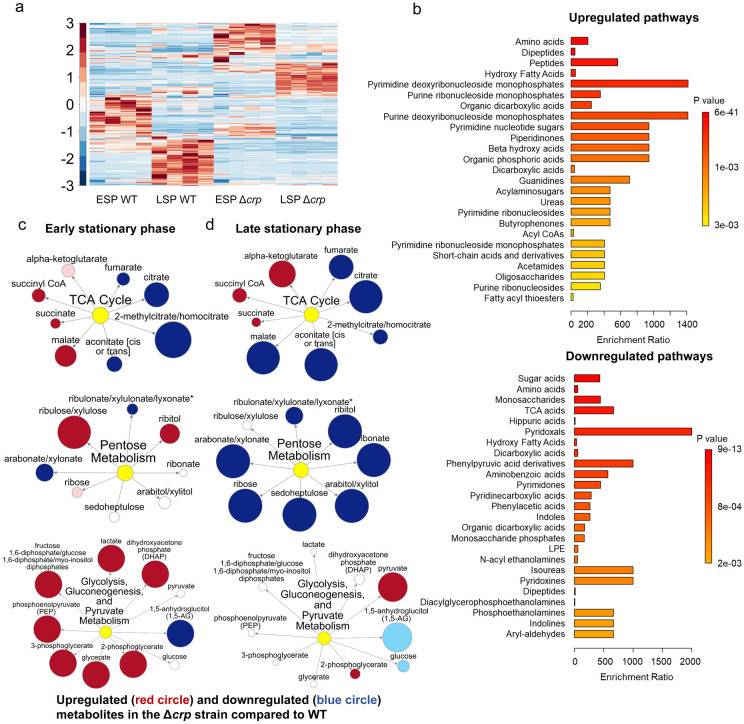 a
3
2
1
0
-1
-2
-3
ESP WT
LSP WT
ESP Δcrp
LSP Δcrp
b
Upregulated pathways
Amino acids
Dipeptides
Peptides
Hydroxy Fatty Acids
Pyrimidine deoxyribonucleoside monophosphates
Purine ribonucleoside monophosphates
Organic dicarboxylic acids
Purine deoxyribonucleoside monophosphates
Pyrimidine nucleotide sugars
Piperidinones
Beta hydroxy acids
Organic phosphoric acids
Dicarboxylic acids
Guanidines
Acylaminosugars
Ureas
Pyrimidine ribonucleosides
Butyrophenones
Acyl CoAs
Pyrimidine ribonucleoside monophosphates
Short-chain acids and derivatives
Acetamides
Oligosaccharides
Purine ribonucleosides
Fatty acyl thioesters
0 200 600 1000 1400
Enrichment Ratio
P value
6e-41
1e-03
3e-03
Downregulated pathways
Sugar acids
Amino acids
Monosaccharides
TCA acids
Hippuric acids
Pyridoxals
Hydroxy Fatty Acids
Dicarboxylic acids
Phenylpyruvic acid derivatives
Aminobenzoic acids
Pyrimidones
Pyridinecarboxylic acids
Phenylacetic acids
Indoles
Organic dicarboxylic acids
Monosaccharide phosphates
LPE
N-acyl ethanolamines
Isoureas
Pyridoxines
Dipeptides
Diacylglycerophosphoethanolamines
Phosphoethanolamines
Indolines
Aryl-aldehydes
0 500 1000 1500 2000
Enrichment Ratio
P value
9e-13
8e-04
2e-03
c
Early stationary phase
alpha-ketoglutarate
fumarate
succinyl CoA
citrate
TCA Cycle
succinate
2-methylcitrate/homocitrate
malate
aconitate [cis
or trans]
ribulonate/xylulonate/lyxonate*
ribulose/xylulose
ribitol
Pentose
Metabolism
arabonate/xylonate
ribonate
ribose
arabitol/xylitol
sedoheptulose
lactate
fructose
1,6-diphosphate/glucose
1,6-diphosphate/myo-inositol
diphosphates
dihydroxyacetone
phosphate (DHAP)
Glycolysis,
Gluconeogenesis,
and
Pyruvate
Metabolism
pyruvate
phosphoenolpyruvate
(PEP)
1,5-anhydroglucitol
(1,5-AG)
3-phosphoglycerate
2-phosphoglycerate
glucose
glycerate
d
Late stationary phase
alpha-ketoglutarate
fumarate
succinyl CoA
citrate
TCA Cycle
succinate
2-methylcitrate/homocitrate
malate
aconitate [cis
or trans]
ribulonate/xylulonate/lyxonate*
ribulose/xylulose
ribitol
arabonate/xylonate
Pentose
Metabolism
ribonate
ribose
sedoheptulose
arabitol/xylitol
lactate
fructose
1,6-diphosphate/glucose
1,6-diphosphate/myo-inositol
diphosphates
dihydroxyacetone
phosphate
(DHAP)
pyruvate
Glycolysis,
Gluconeogenesis,
and
Pyruvate
Metabolism
phosphoenolpyruvate
(PEP)
1,5-anhydroglucitol
(1,5-AG)
3-phosphoglycerate
2-phosphoglycerate
glucose
glycerate
Upregulated (red circle) and downregulated (blue circle)
metabolites in the Δcrp strain compared to WT